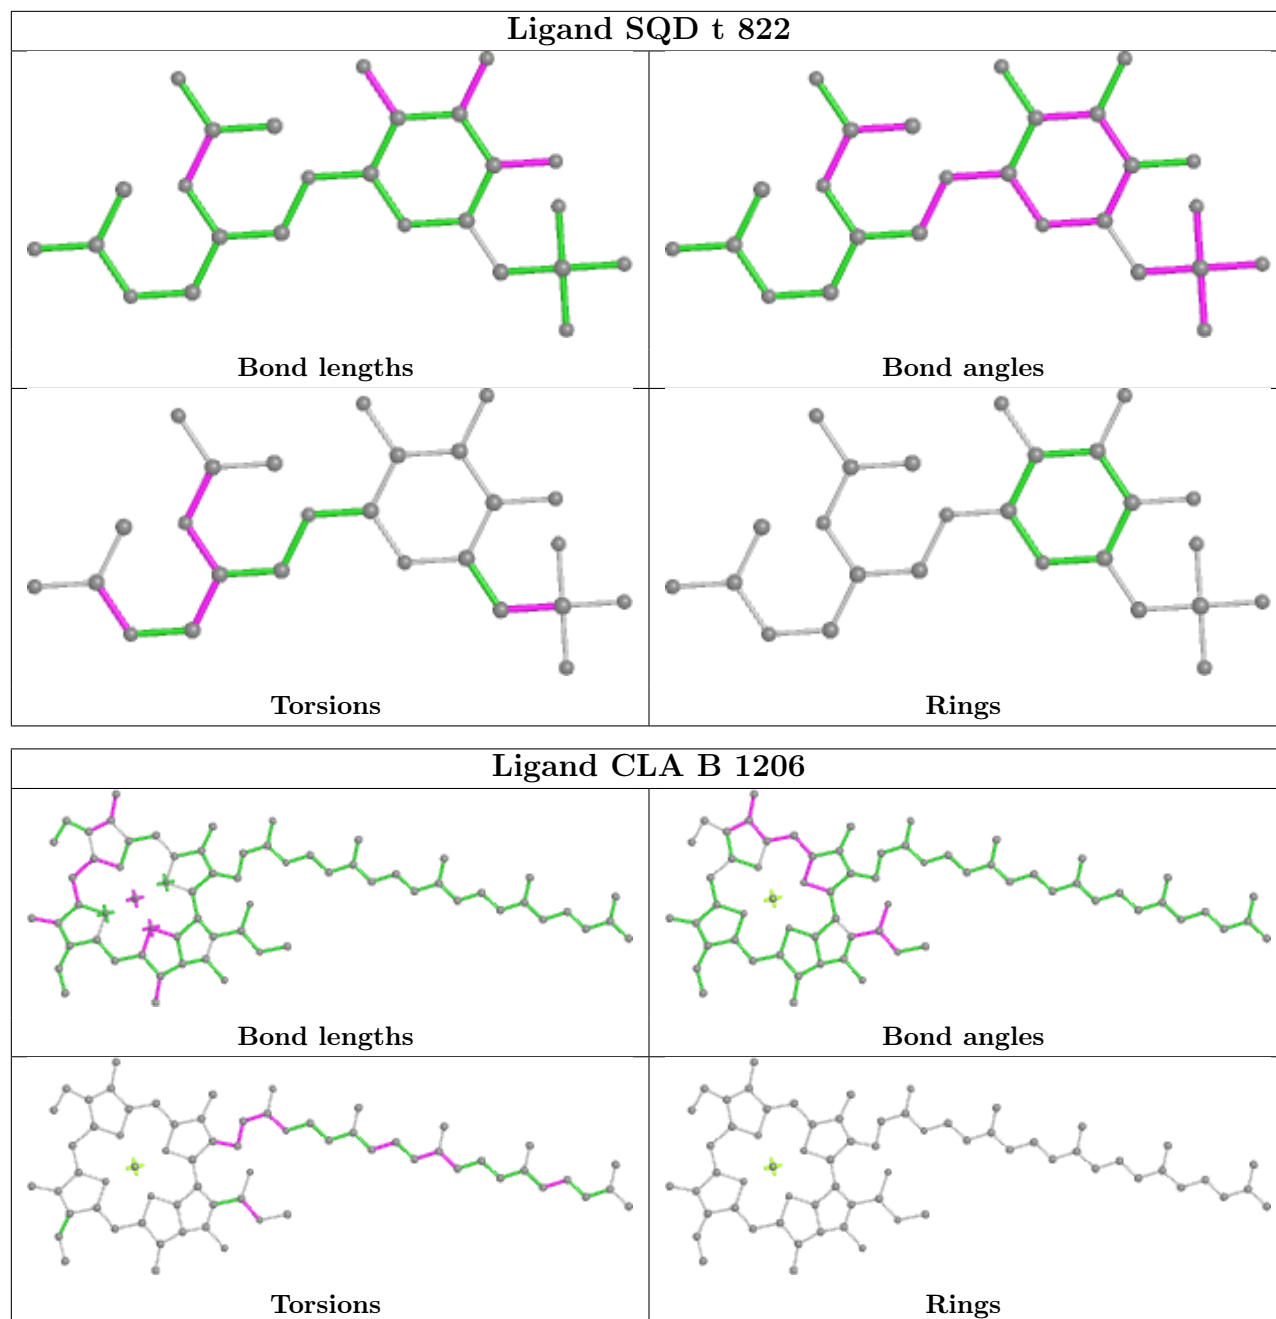 Ligand SQD t 822
Bond lengths
Bond angles
Torsions
Rings
Ligand CLA B 1206
Bond lengths
Bond angles
Torsions
Rings